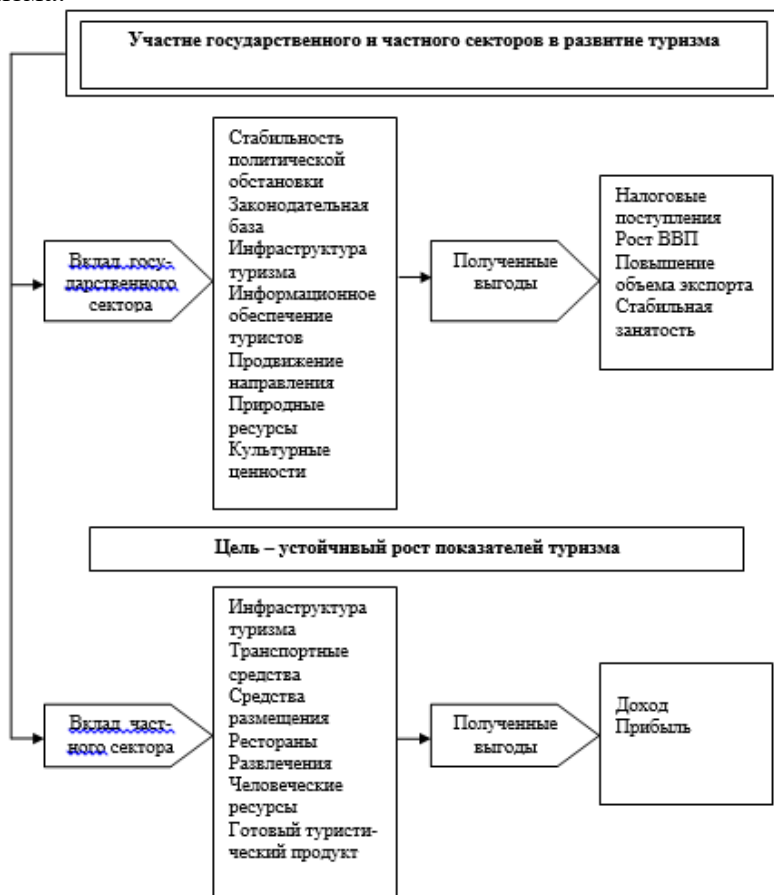 Участие государственного и частного секторов в развитие туризма
Стабильность
политической
обстановки
Законодательная
база
Инфраструктура
туризма
Информационное
обеспечение
туристов
Продвижение
направления
Природные
ресурсы
Культурные
ценности
Вклад госу-
дарственного
сектора
Полученные
выгоды
Налоговые
поступления
Рост ВВП
Повышение
объема экспорта
Стабильная
занятость
Цель – устойчивый рост показателей туризма
Вклад част-
ного сектора
Инфраструктура
туризма
Транспортные
средства
Средства
размещения
Рестораны
Развлечения
Человеческие
ресурсы
Готовый туристи-
ческий продукт
Полученные
выгоды
Доход
Прибыль